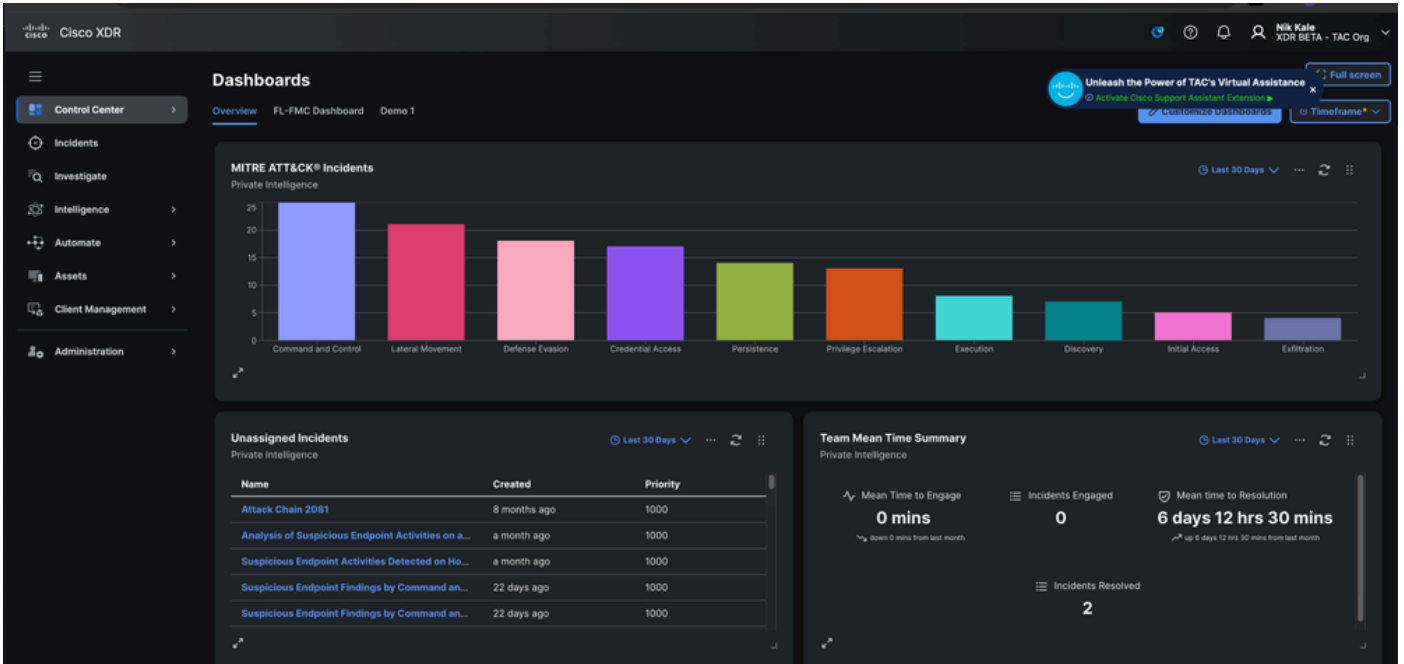 cisco Cisco XDR
Nik Kale
XDR BETA - TAC Org
Control Center
Incidents
Investigate
Intelligence
Automate
Assets
Client Management
Administration
Dashboards
Overview FL-FMC Dashboard Demo 1
Unleash the Power of TAC's Virtual Assistance
Activate Cisco Support Assistant Extension
Full screen
Customize Dashboards
Timeframe*
MITRE ATT&CK® Incidents
Private Intelligence
Last 30 Days
25
20
15
10
5
0
Command and Control Lateral Movement Defense Evasion Credential Access Persistence Privilege Escalation Execution Discovery Initial Access Exfiltration
Unassigned Incidents
Private Intelligence
Last 30 Days
Name Created Priority
Attack Chain 2081 8 months ago 1000
Analysis of Suspicious Endpoint Activities on a... a month ago 1000
Suspicious Endpoint Activities Detected on Ho... a month ago 1000
Suspicious Endpoint Findings by Command an... 22 days ago 1000
Suspicious Endpoint Findings by Command an... 22 days ago 1000
Team Mean Time Summary
Private Intelligence
Last 30 Days
Mean Time to Engage
0 mins
down 0 mins from last month
Incidents Engaged
0
Mean time to Resolution
6 days 12 hrs 30 mins
up 6 days 12 hrs 30 mins from last month
Incidents Resolved
2